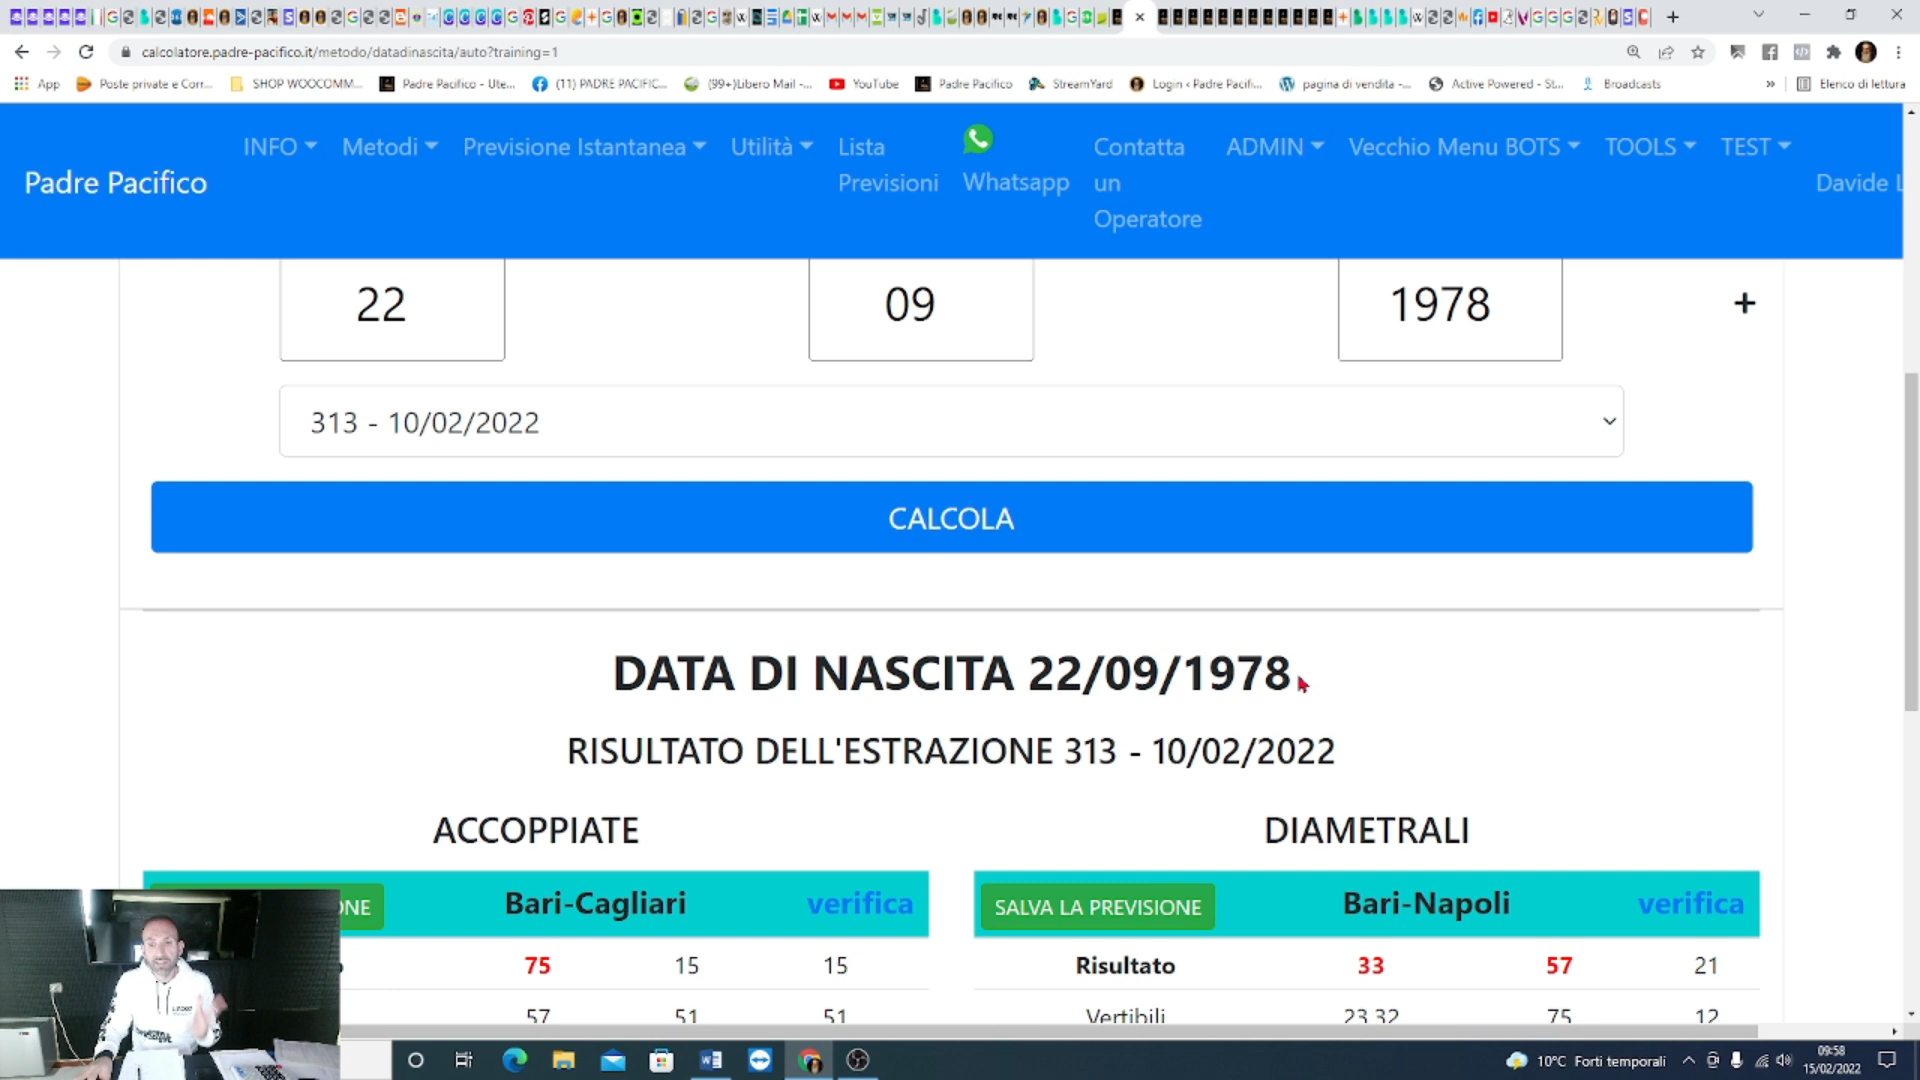 calcolatore.padre-pacifico.it/metodo/datadinascita/auto?training=1
App
Poste private e Corr...
SHOP WOOCOMM...
Padre Pacifico - Ute...
(11) PADRE PACIFIC...
(99+)Libero Mail -...
YouTube
Padre Pacifico
StreamYard
Login ‹ Padre Pacifi...
pagina di vendita -...
Active Powered - St...
Broadcasts
»
Elenco di lettura
Padre Pacifico
INFO
Metodi
Previsione Istantanea
Utilità
Lista
Previsioni
Whatsapp
Contatta
un
Operatore
ADMIN
Vecchio Menu BOTS
TOOLS
TEST
Davide L
22
09
1978
+
313 - 10/02/2022
CALCOLA
DATA DI NASCITA 22/09/1978
RISULTATO DELL'ESTRAZIONE 313 - 10/02/2022
ACCOPPIATE
DIAMETRALI
NE Bari-Cagliari verifica
SALVA LA PREVISIONE Bari-Napoli verifica
75 15 15
Risultato 33 57 21
57 51 51
Vertibili 23.32 75 12
10°C Forti temporali
09:58
15/02/2022